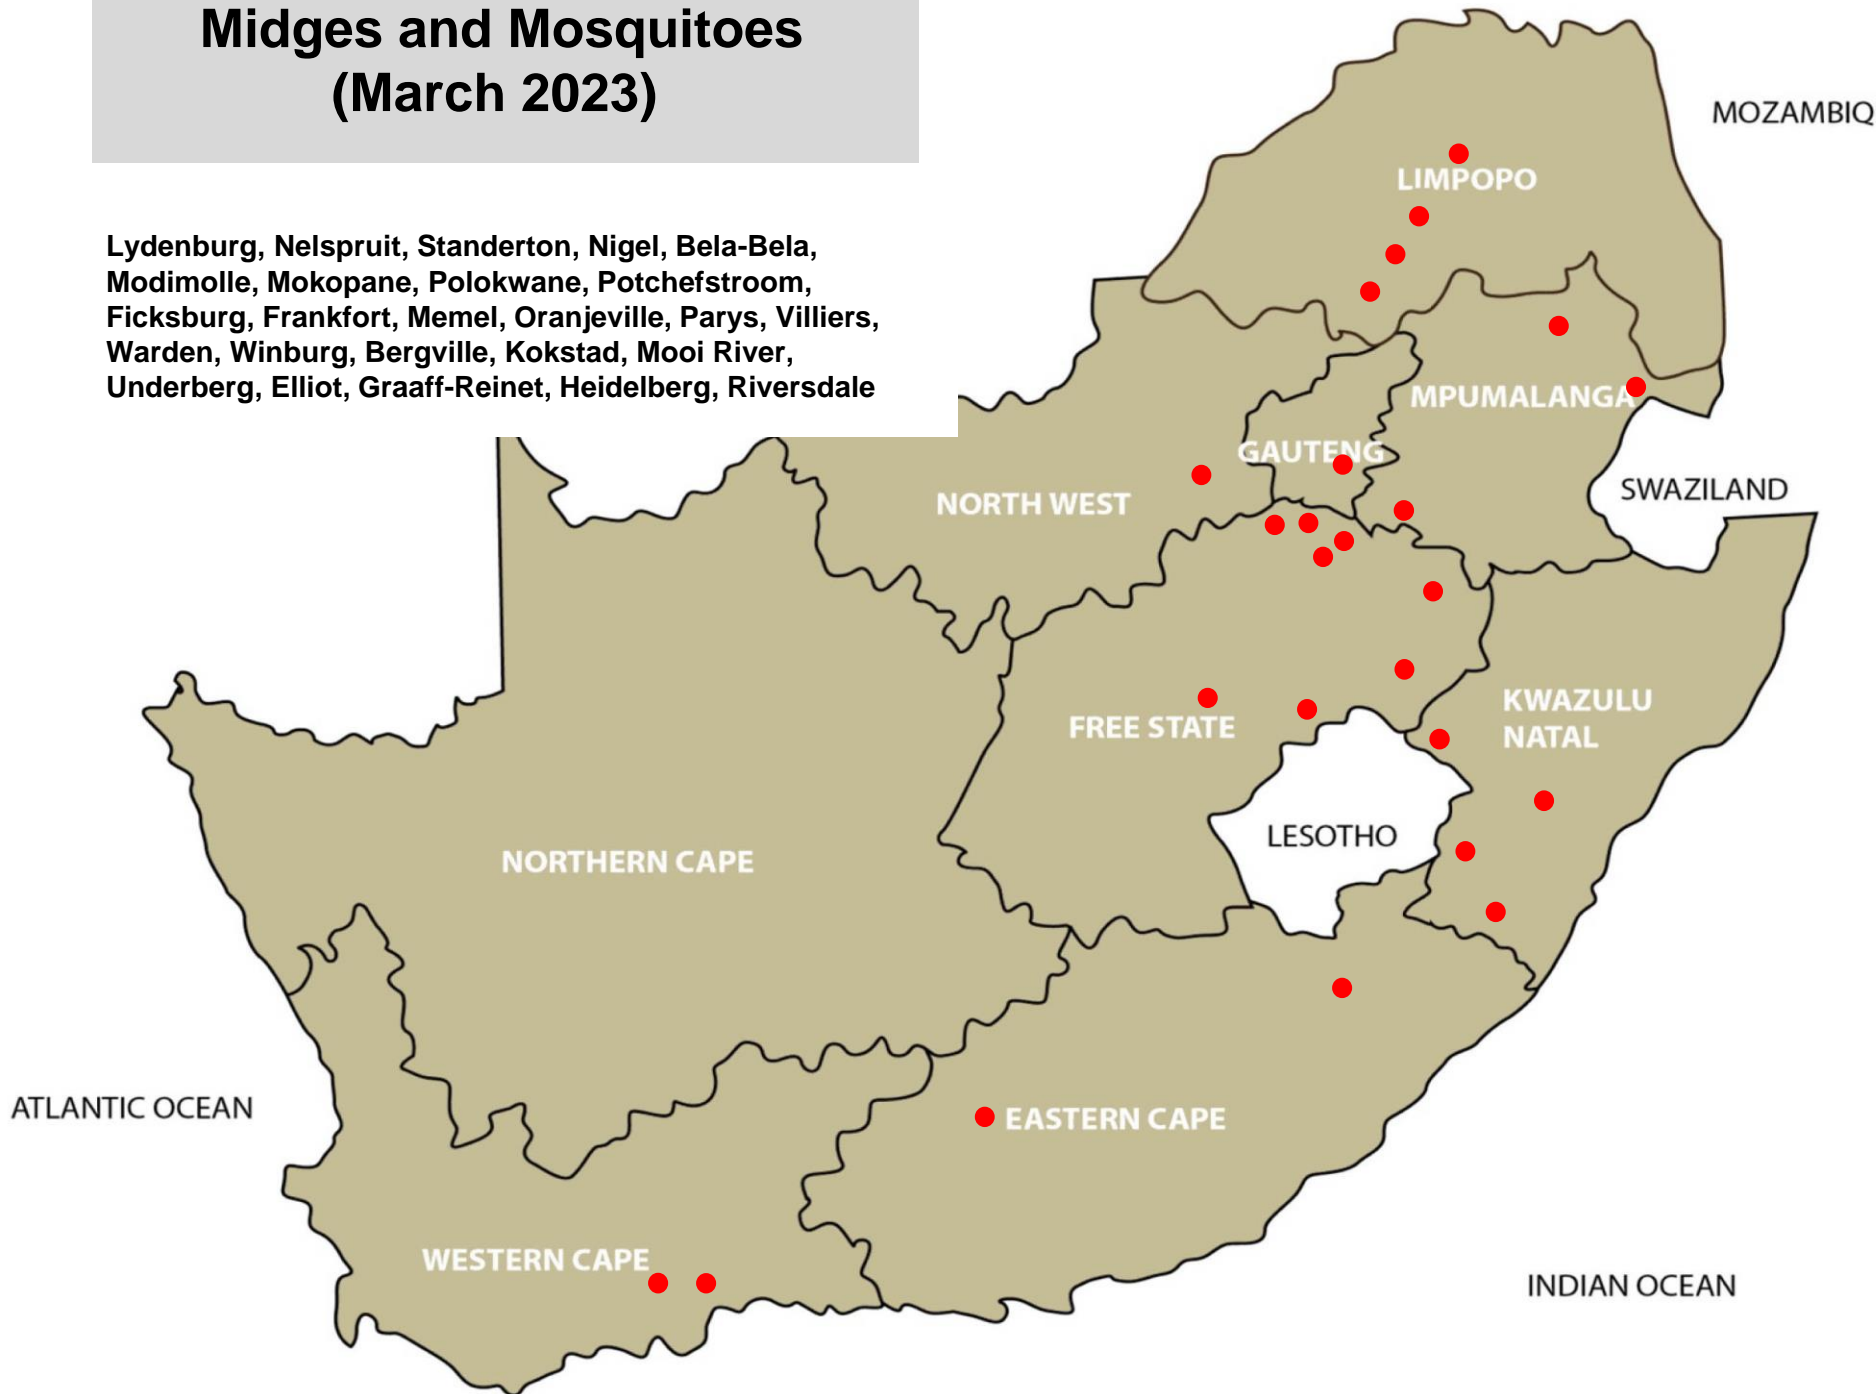 Midges and Mosquitoes
(March 2023)
Lydenburg, Nelspruit, Standerton, Nigel, Bela-Bela,
Modimolle, Mokopane, Polokwane, Potchefstroom,
Ficksburg, Frankfort, Memel, Oranjeville, Parys, Villiers,
Warden, Winburg, Bergville, Kokstad, Mooi River,
Underberg, Elliot, Graaff-Reinet, Heidelberg, Riversdale
MOZAMBIQ
LIMPOPO
MPUMALANGA
GAUTENG
SWAZILAND
NORTH WEST
KWAZULU
NATAL
FREE STATE
LESOTHO
NORTHERN CAPE
ATLANTIC OCEAN
EASTERN CAPE
WESTERN CAPE
INDIAN OCEAN